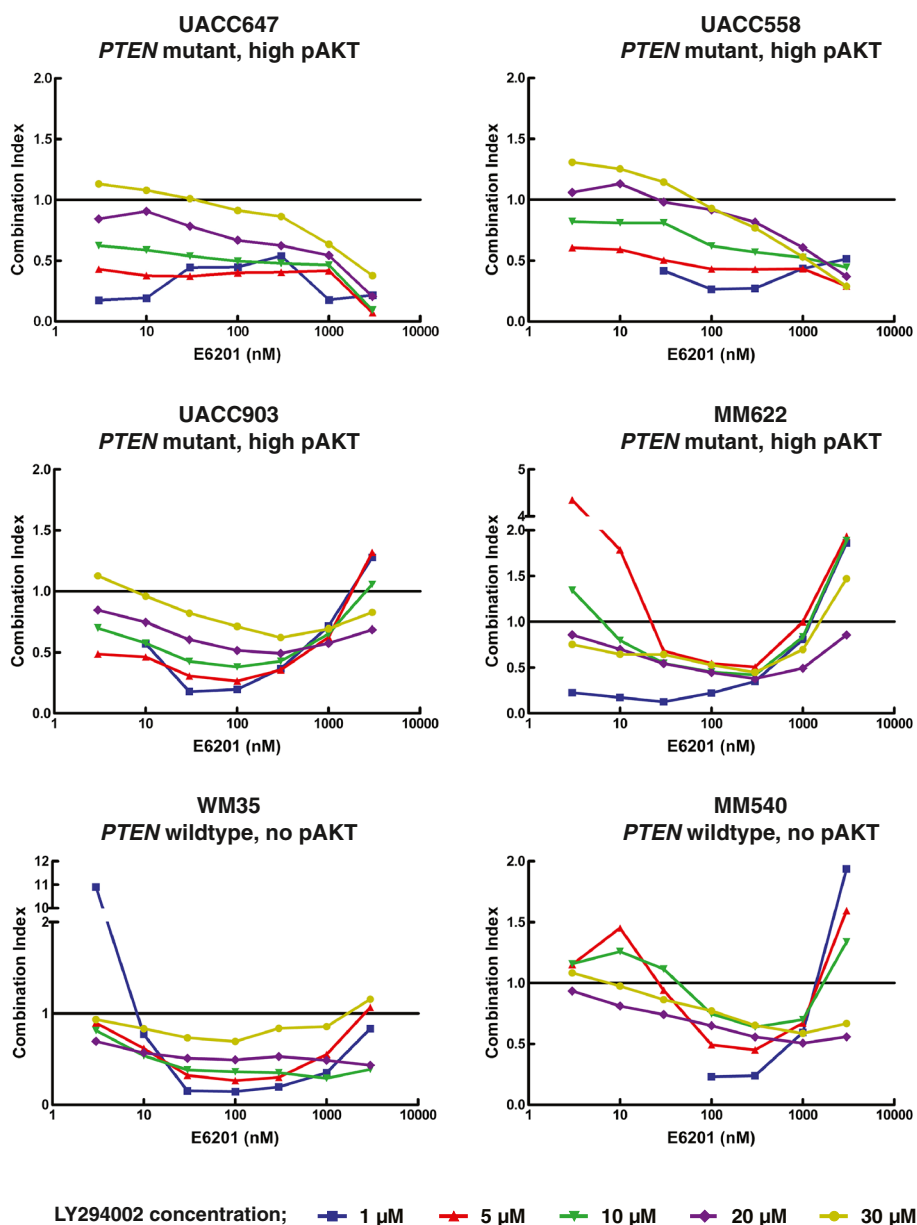 UACC647
PTEN mutant, high pAKT
Combination Index
2.0
1.5
1.0
0.5
0.0
1 10 100 1000 10000
E6201 (nM)
UACC558
PTEN mutant, high pAKT
Combination Index
2.0
1.5
1.0
0.5
0.0
1 10 100 1000 10000
E6201 (nM)
UACC903
PTEN mutant, high pAKT
Combination Index
2.0
1.5
1.0
0.5
0.0
1 10 100 1000 10000
E6201 (nM)
MM622
PTEN mutant, high pAKT
Combination Index
5
4
2.0
1.5
1.0
0.5
0.0
1 10 100 1000 10000
E6201 (nM)
WM35
PTEN wildtype, no pAKT
Combination Index
12
11
10
2
1
0
1 10 100 1000 10000
E6201 (nM)
MM540
PTEN wildtype, no pAKT
Combination Index
2.0
1.5
1.0
0.5
0.0
1 10 100 1000 10000
E6201 (nM)
LY294002 concentration; 1 µM 5 µM 10 µM 20 µM 30 µM